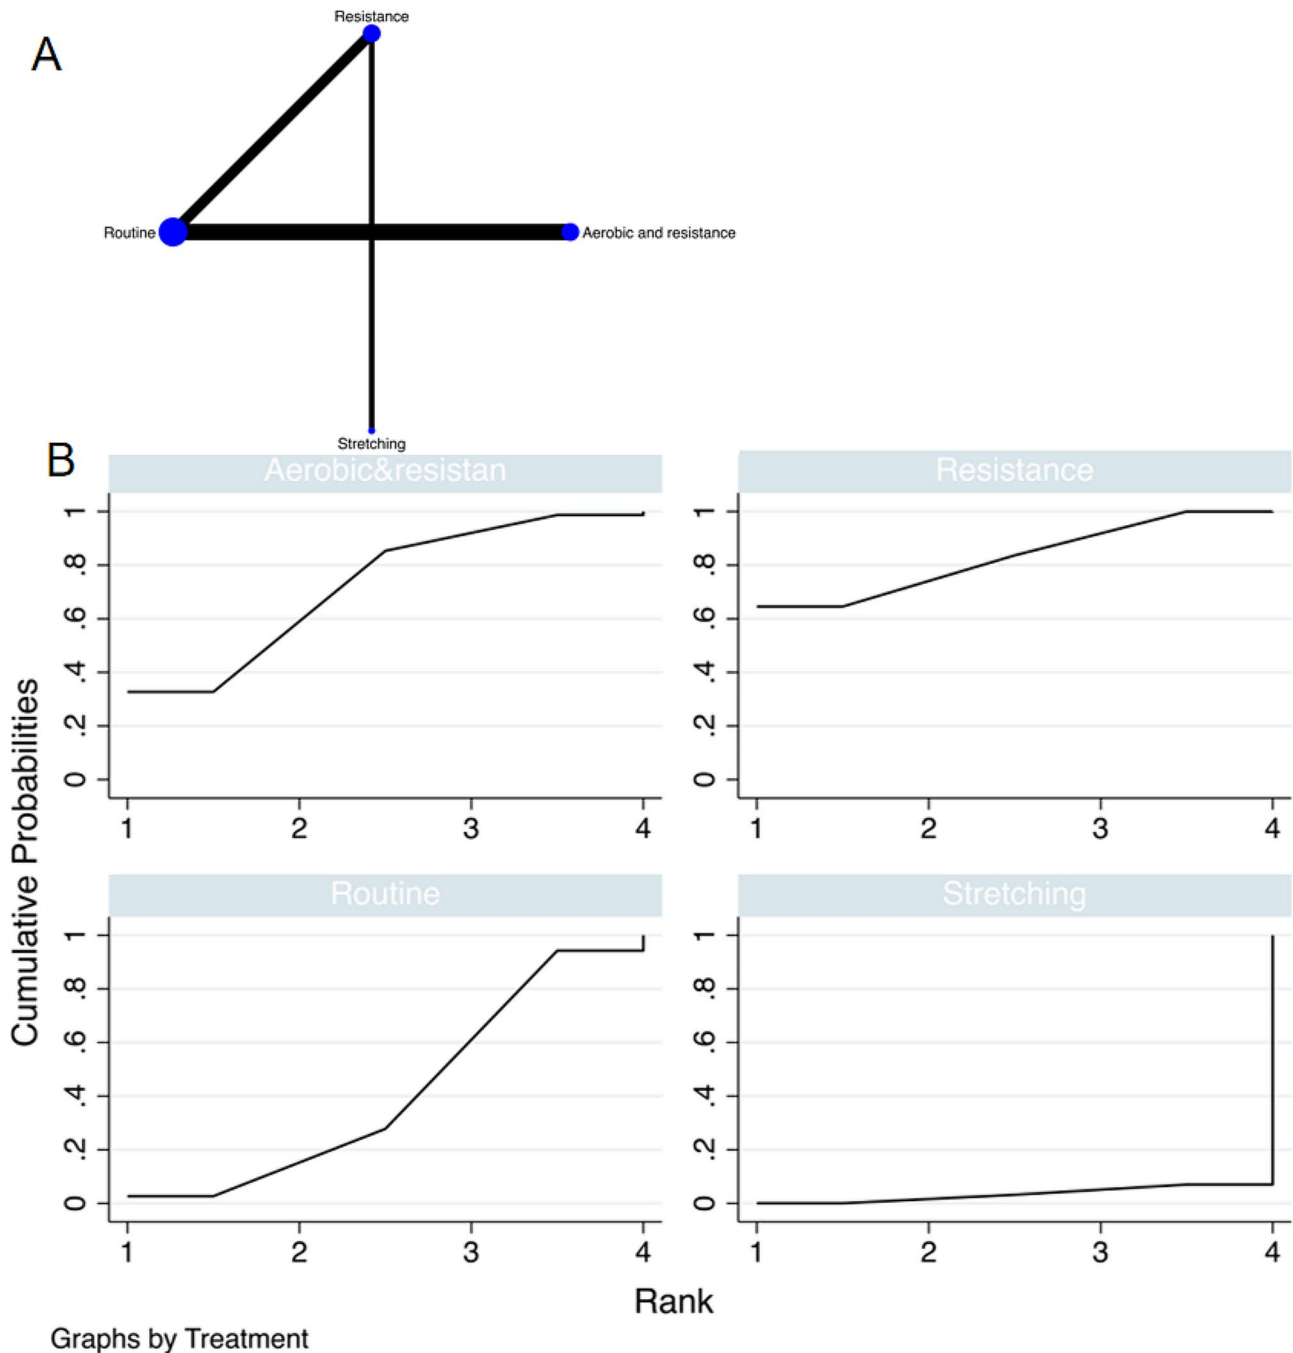 A
Resistance
Routine
Aerobic and resistance
Stretching
B
Aerobic&resistan
Resistance
1
.8
.6
.4
.2
0
1 2 3 4
1
.8
.6
.4
.2
0
1 2 3 4
Routine
Stretching
1
.8
.6
.4
.2
0
1 2 3 4
1
.8
.6
.4
.2
0
1 2 3 4
Cumulative Probabilities
Rank
Graphs by Treatment